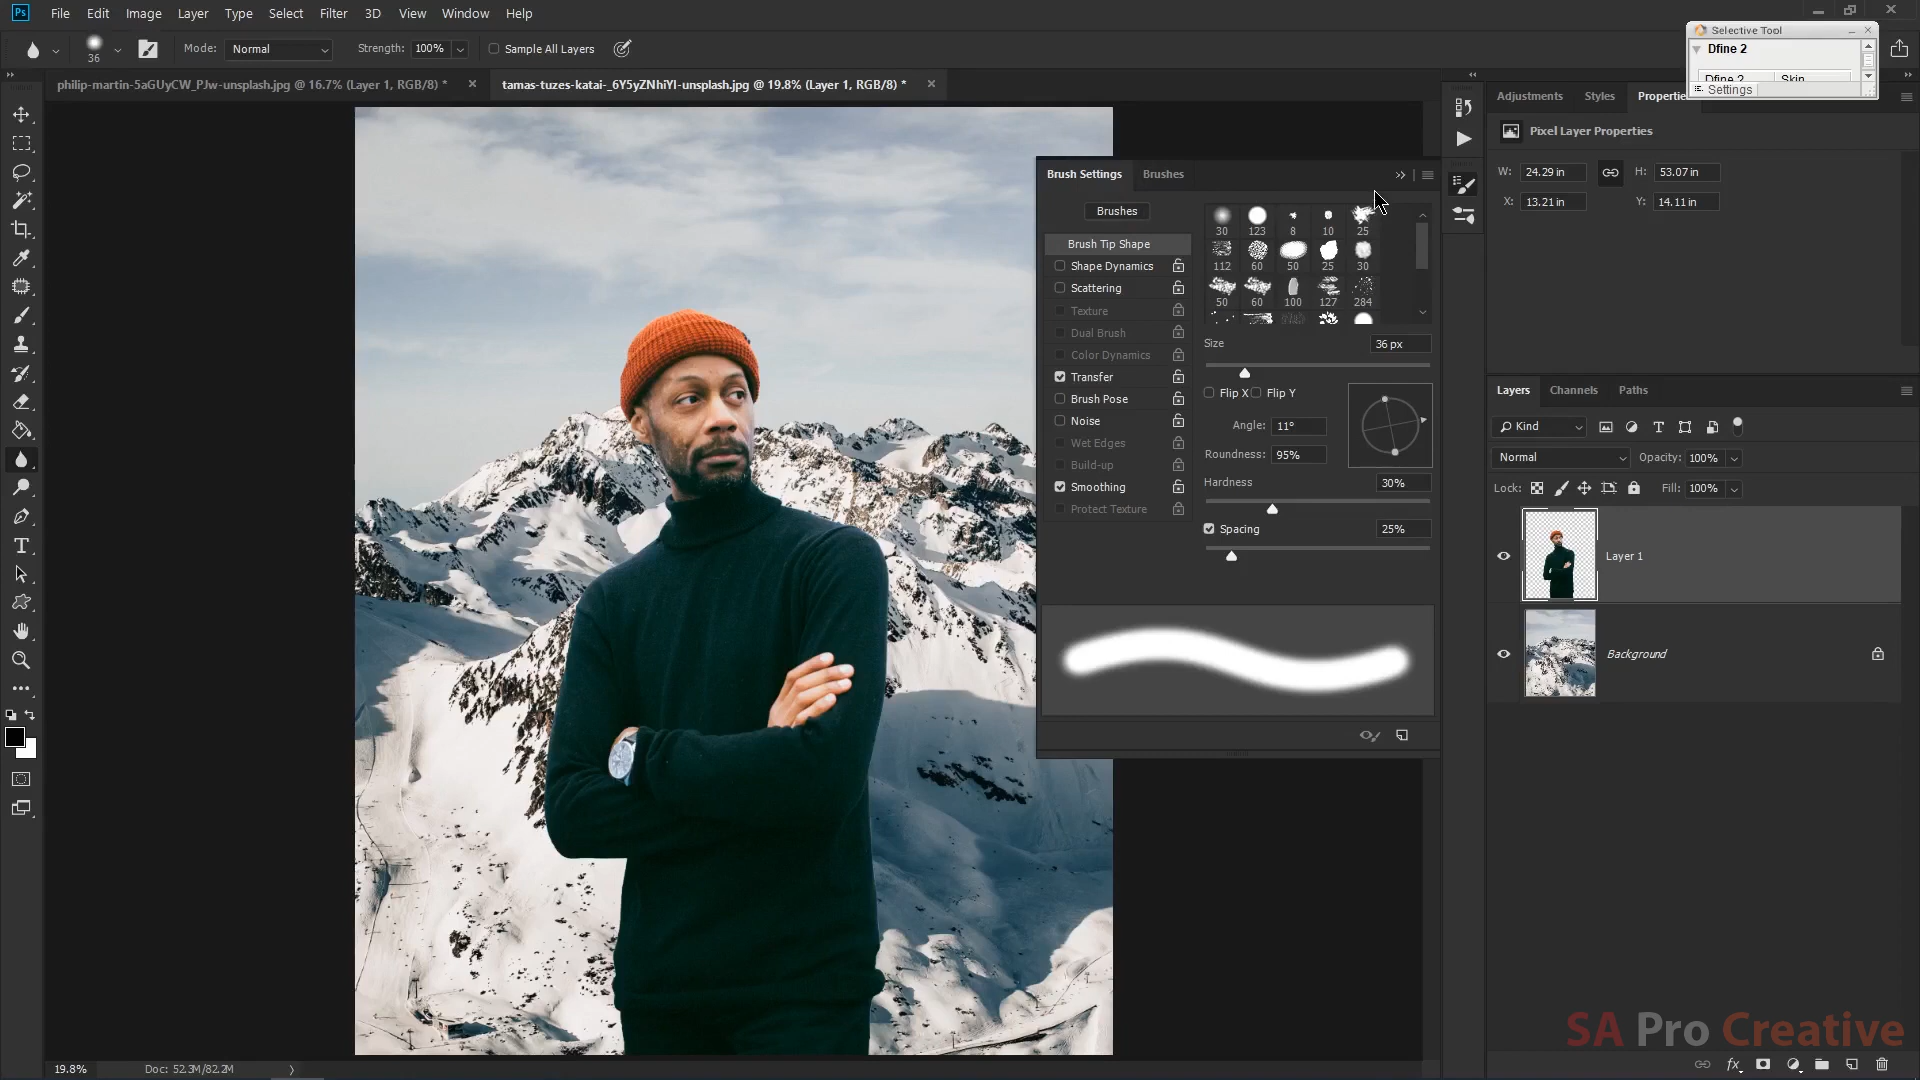 Ps File Edit Image Layer Type Select Filter 3D View Window Help
36 Mode: Normal Strength: 100% Sample All Layers
Selective Tool
Dfine 2
Dfine 2 Skin
Settings
philip-martin-5aGUyCW_PJw-unsplash.jpg @ 16.7% (Layer 1, RGB/8) *
tamas-tuzes-katai-_6Y5yZNhiYI-unsplash.jpg @ 19.8% (Layer 1, RGB/8) *
Adjustments Styles Propertie
Pixel Layer Properties
W: 24.29 in H: 53.07 in
X: 13.21 in Y: 14.11 in
Brush Settings Brushes
Brushes
Brush Tip Shape
Shape Dynamics
Scattering
Texture
Dual Brush
Color Dynamics
Transfer
Brush Pose
Noise
Wet Edges
Build-up
Smoothing
Protect Texture
30 123 8 10 25
112 60 50 25 30
50 60 100 127 284
Size 36 px
Flip X Flip Y
Angle: 11°
Roundness: 95%
Hardness 30%
Spacing 25%
Layers Channels Paths
Kind
Normal Opacity: 100%
Lock: Fill: 100%
Layer 1
Background
SA Pro Creative
fx
19.8% Doc: 52.3M/82.2M